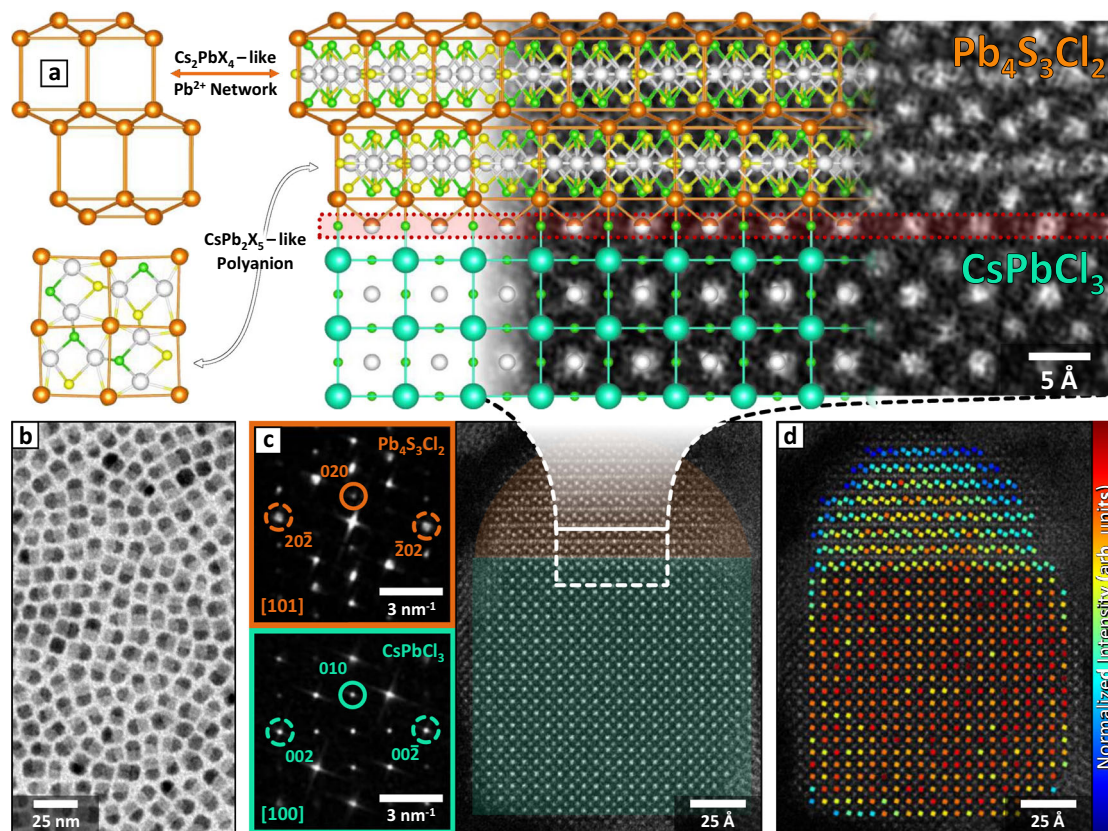 a
Cs₂PbX₄–like
Pb²⁺ Network
CsPb₂X₅–like
Polyanion
Pb₄S₃Cl₂
CsPbCl₃
5 Å
b
25 nm
c
Pb₄S₃Cl₂
020
202̄
2̄02
[101]
3 nm⁻¹
CsPbCl₃
010
002
002̄
[100]
3 nm⁻¹
25Å
d
25 Å
Normalized Intensity (arb. units)